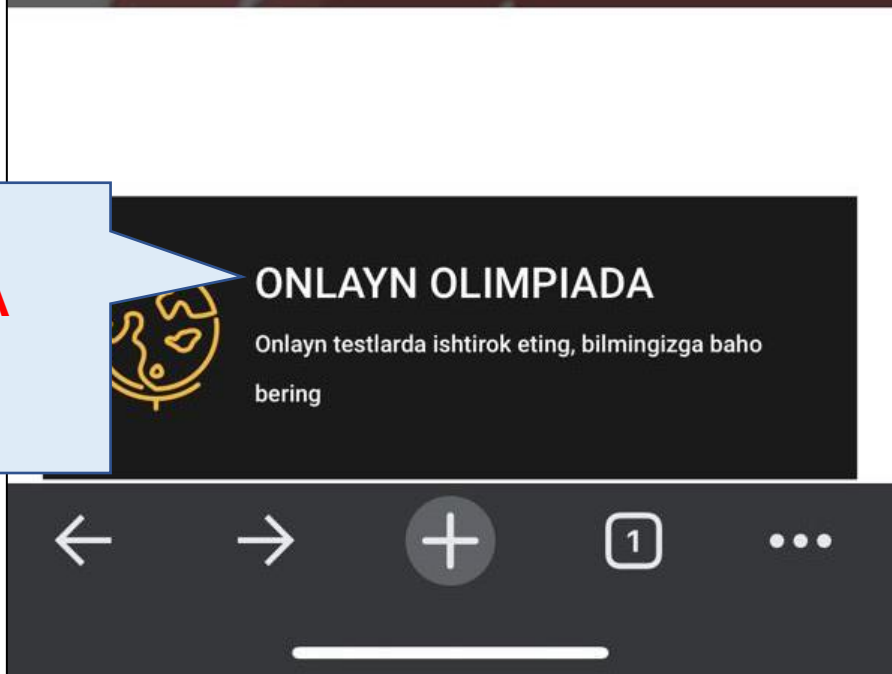 ONLAYN OLIMPIADA
Onlayn testlarda ishtirok eting, bilmingizga baho
bering
1